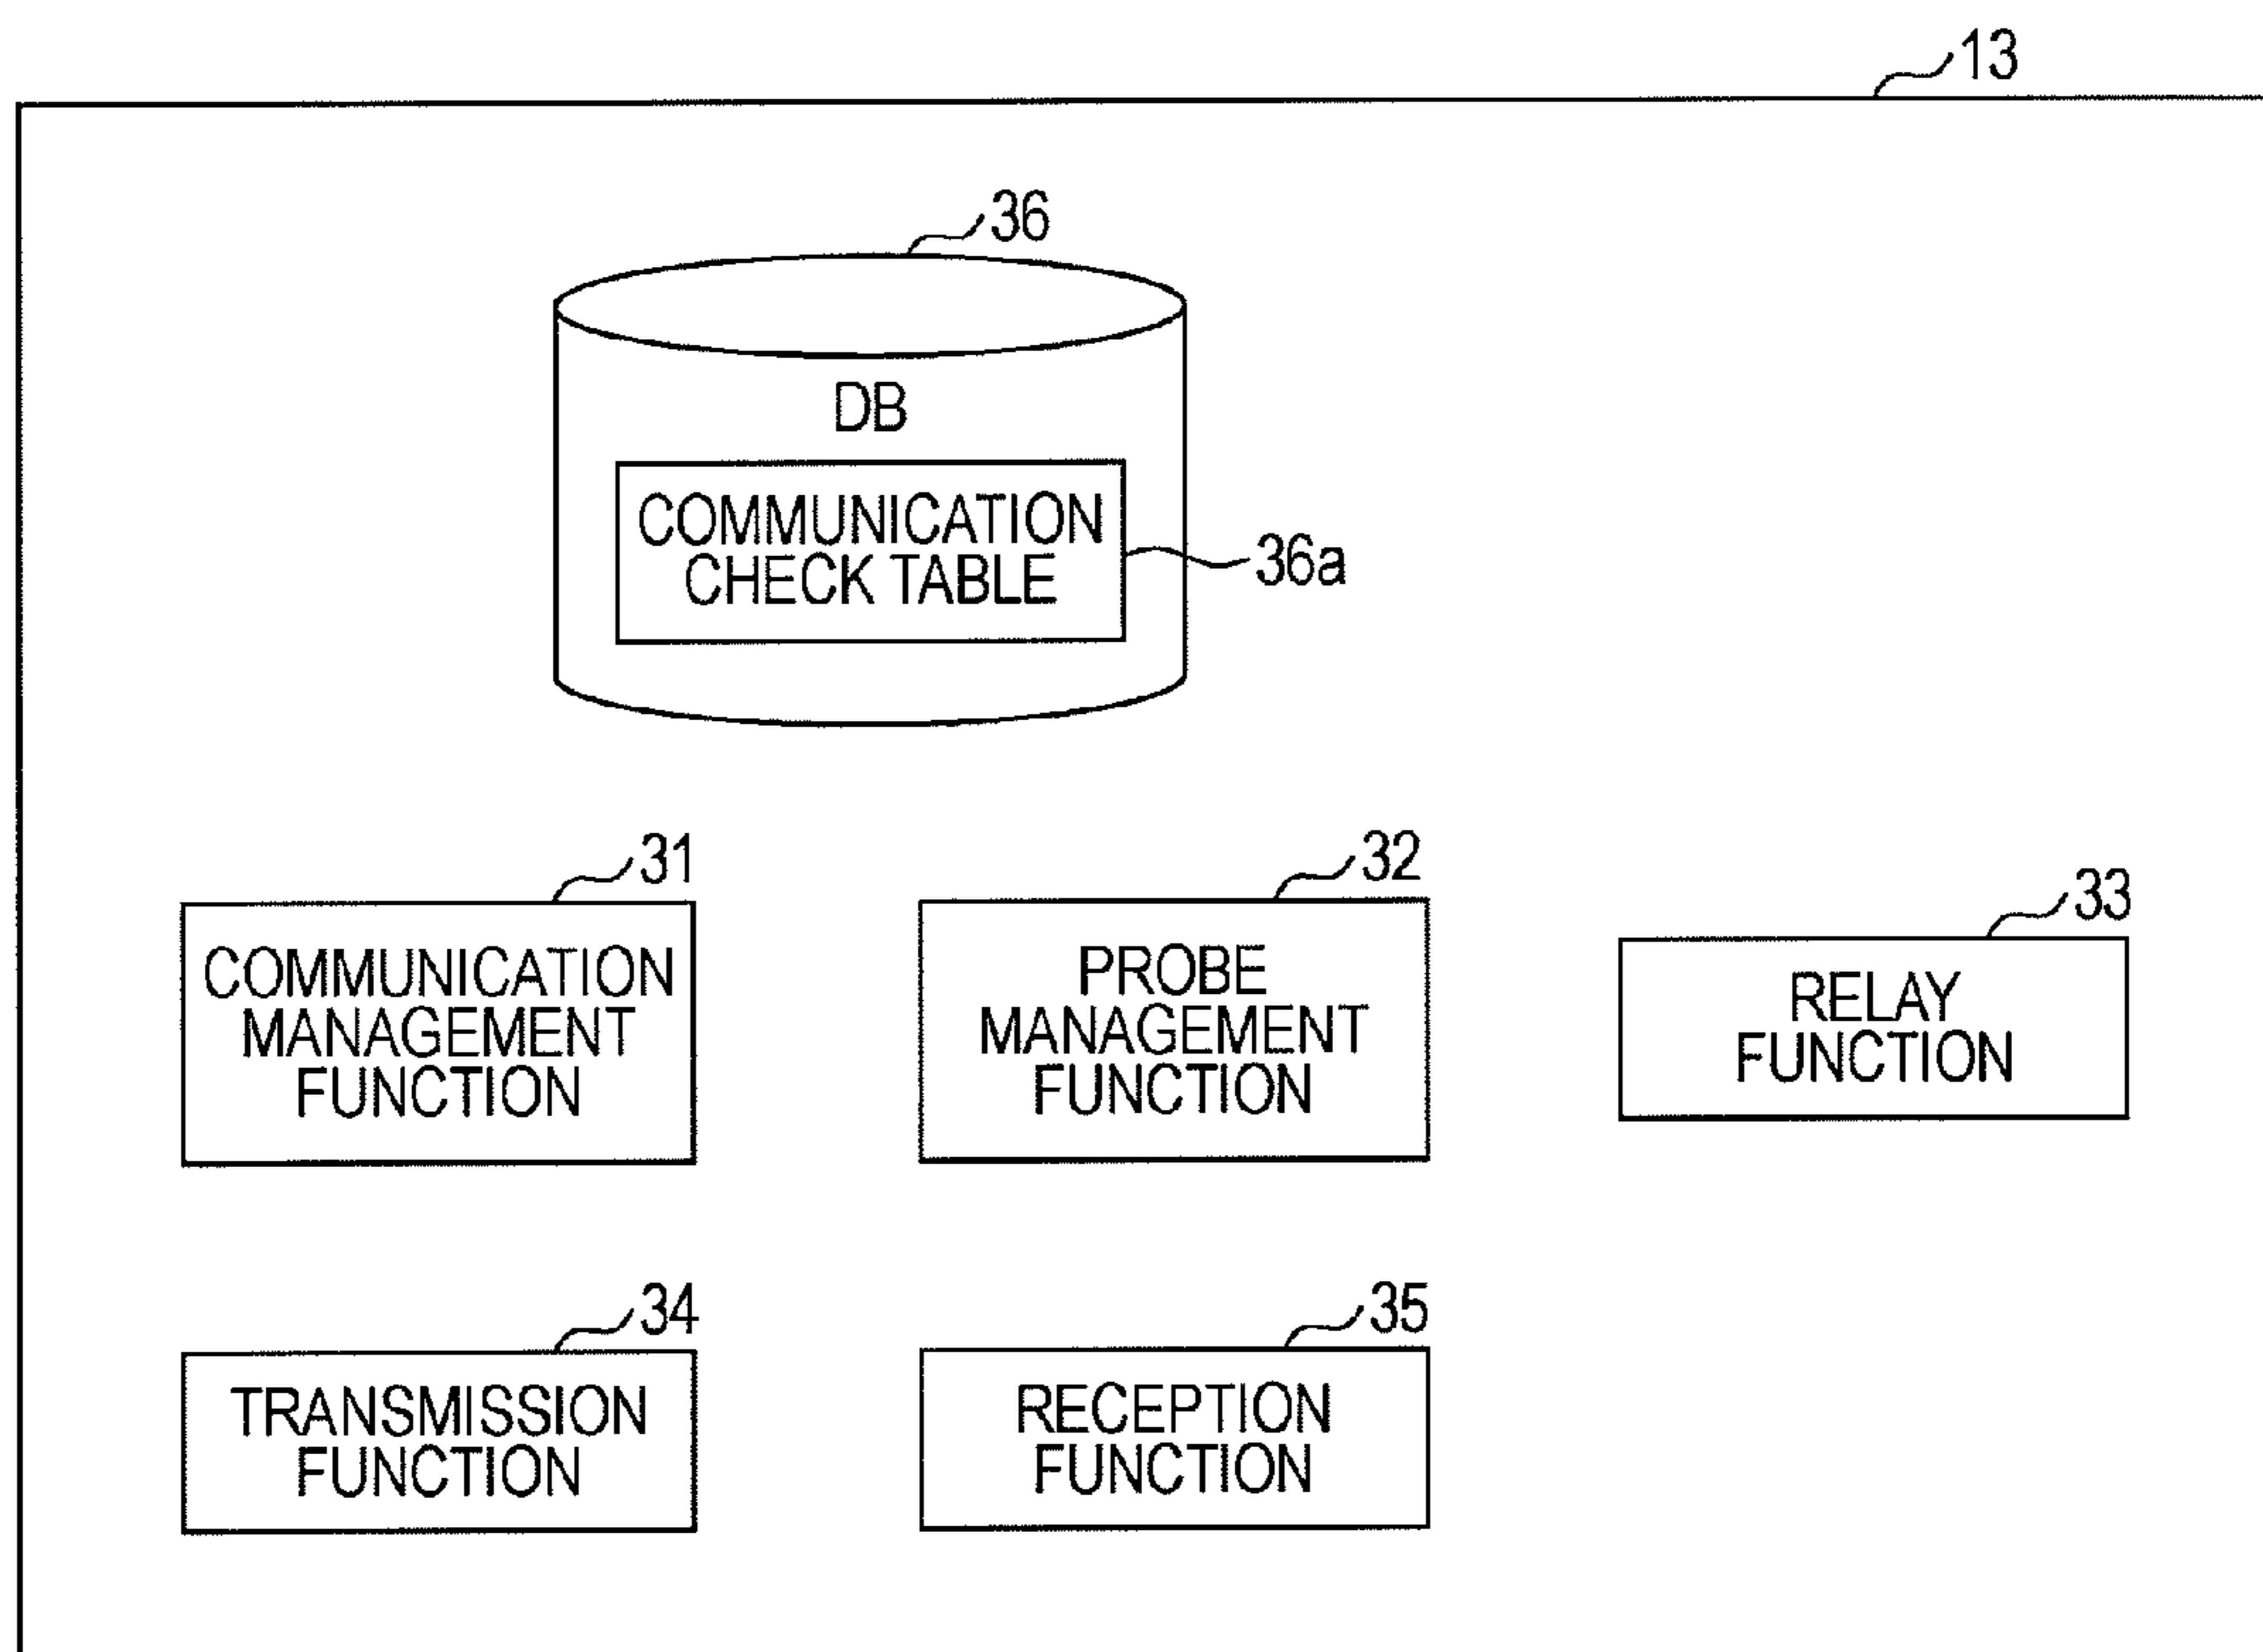 13
36
DB
COMMUNICATION
CHECK TABLE
36a
31
COMMUNICATION
MANAGEMENT
FUNCTION
32
PROBE
MANAGEMENT
FUNCTION
33
RELAY
FUNCTION
34
TRANSMISSION
FUNCTION
35
RECEPTION
FUNCTION